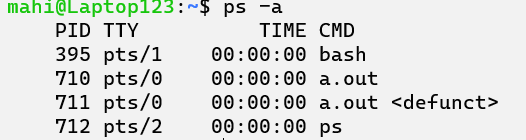 mahi@Laptop123:~$ ps -a
    PID TTY          TIME CMD
    395 pts/1    00:00:00 bash
    710 pts/0    00:00:00 a.out
    711 pts/0    00:00:00 a.out <defunct>
    712 pts/2    00:00:00 ps